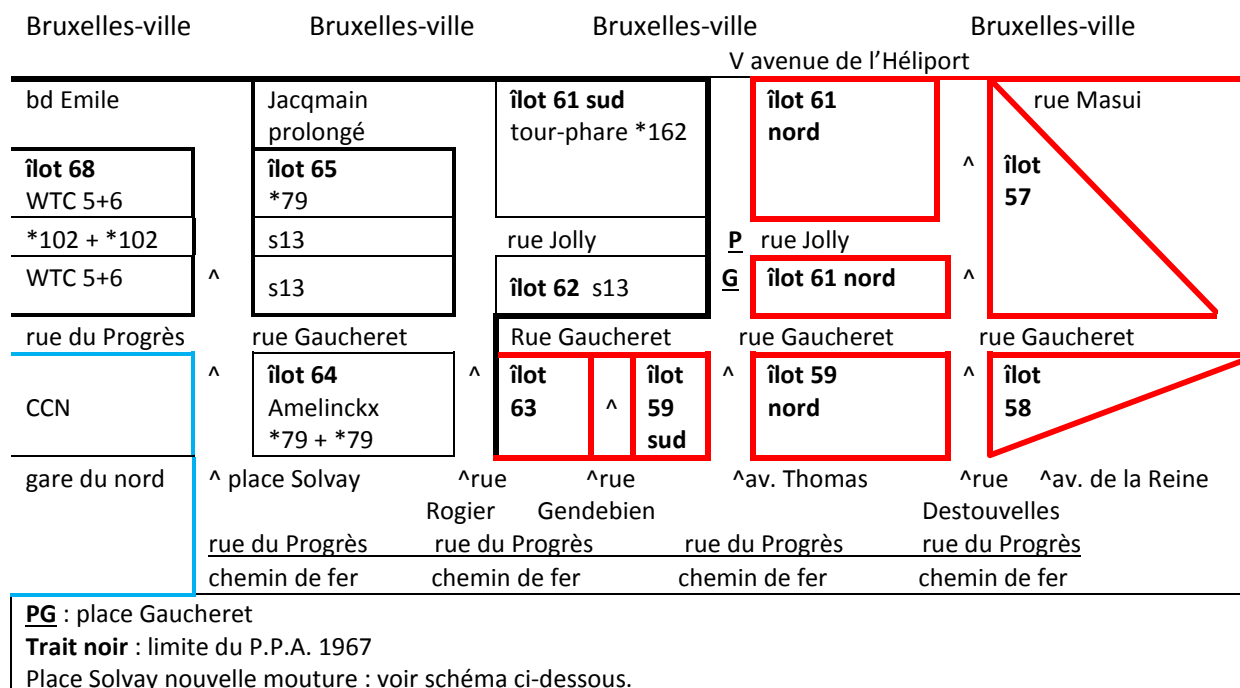 Bruxelles-ville Bruxelles-ville Bruxelles-ville Bruxelles-ville
V avenue de l’Héliport
bd Emile Jacqmain îlot 61 sud îlot 61 rue Masui
prolongé tour-phare *162 nord
îlot 68 îlot 65 ^ îlot
WTC 5+6 *79 57
*102 + *102 s13 rue Jolly P rue Jolly
WTC 5+6 ^ s13 îlot 62 s13 G îlot 61 nord ^
rue du Progrès rue Gaucheret Rue Gaucheret rue Gaucheret rue Gaucheret
^ îlot 64 ^ îlot îlot ^ îlot 59 ^ îlot
CCN Amelinckx 63 ^ 59 nord 58
*79 + *79 sud
gare du nord ^ place Solvay ^rue ^rue ^av. Thomas ^rue ^av. de la Reine
Rogier Gendebien Destouvelles
rue du Progrès rue du Progrès rue du Progrès rue du Progrès
chemin de fer chemin de fer chemin de fer chemin de fer
PG : place Gaucheret
Trait noir : limite du P.P.A. 1967
Place Solvay nouvelle mouture : voir schéma ci-dessous.